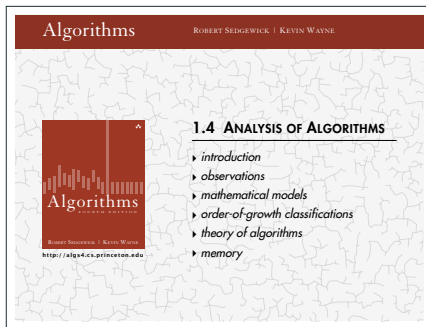 Algorithms
ROBERT SEDGEWICK | KEVIN WAYNE
Algorithms
FOURTH EDITION
ROBERT SEDGEWICK | KEVIN WAYNE
http://algs4.cs.princeton.edu
1.4 ANALYSIS OF ALGORITHMS
introduction
observations
mathematical models
order-of-growth classifications
theory of algorithms
memory